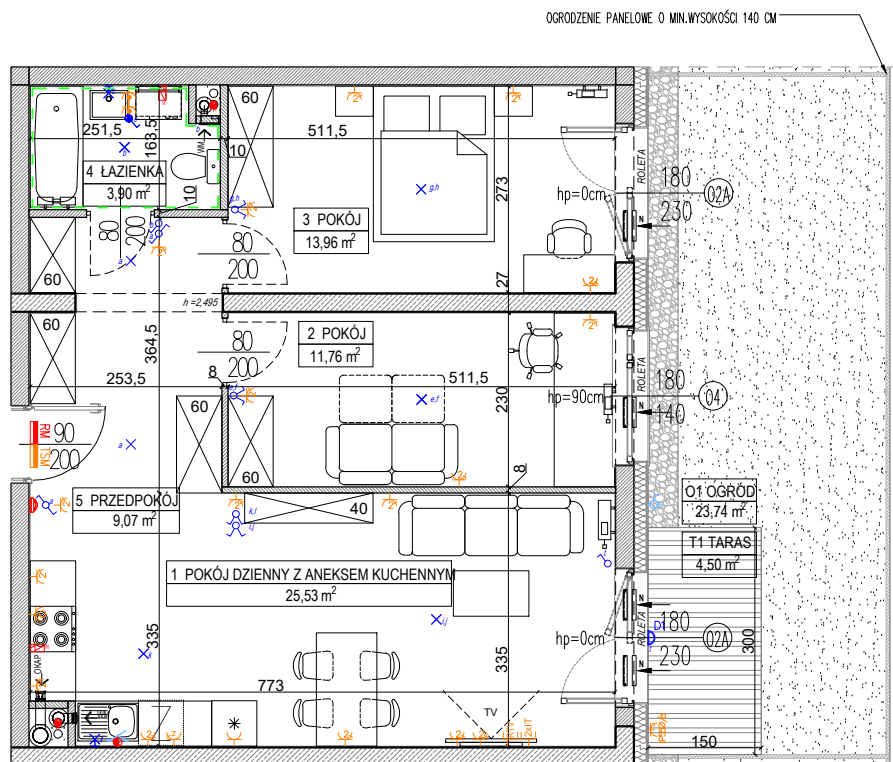 OGRODZENIE PANELOWE O MIN.WYSOKOŚCI 140 CM
60
251,5
163,5
511,5
10
WM
4 ŁAZIENKA
3,90 m²
10
g,h
273
ROLETA
180
02A
230
hp=0cm
N
80
200
3 POKÓJ
13,96 m²
80
200
a
60
27
h=2,495
60
364,5
2 POKÓJ
11,76 m²
80
200
253,5
8
511,5
230
e,f
hp=90cm
ROLETA
180
04
140
N
60
60
RM
90
TSM
200
a
8
5 PRZEDPOKÓJ
9,07 m²
40
k,l
i,j
O1 OGRÓD
23,74 m²
T1 TARAS
4,50 m²
1 POKÓJ DZIENNY Z ANEKSEM KUCHENNYM
25,53 m²
i,j
335
335
hp=0cm
ROLETA
N
D
180
02A
230
N
300
OKAP
773
TV
150